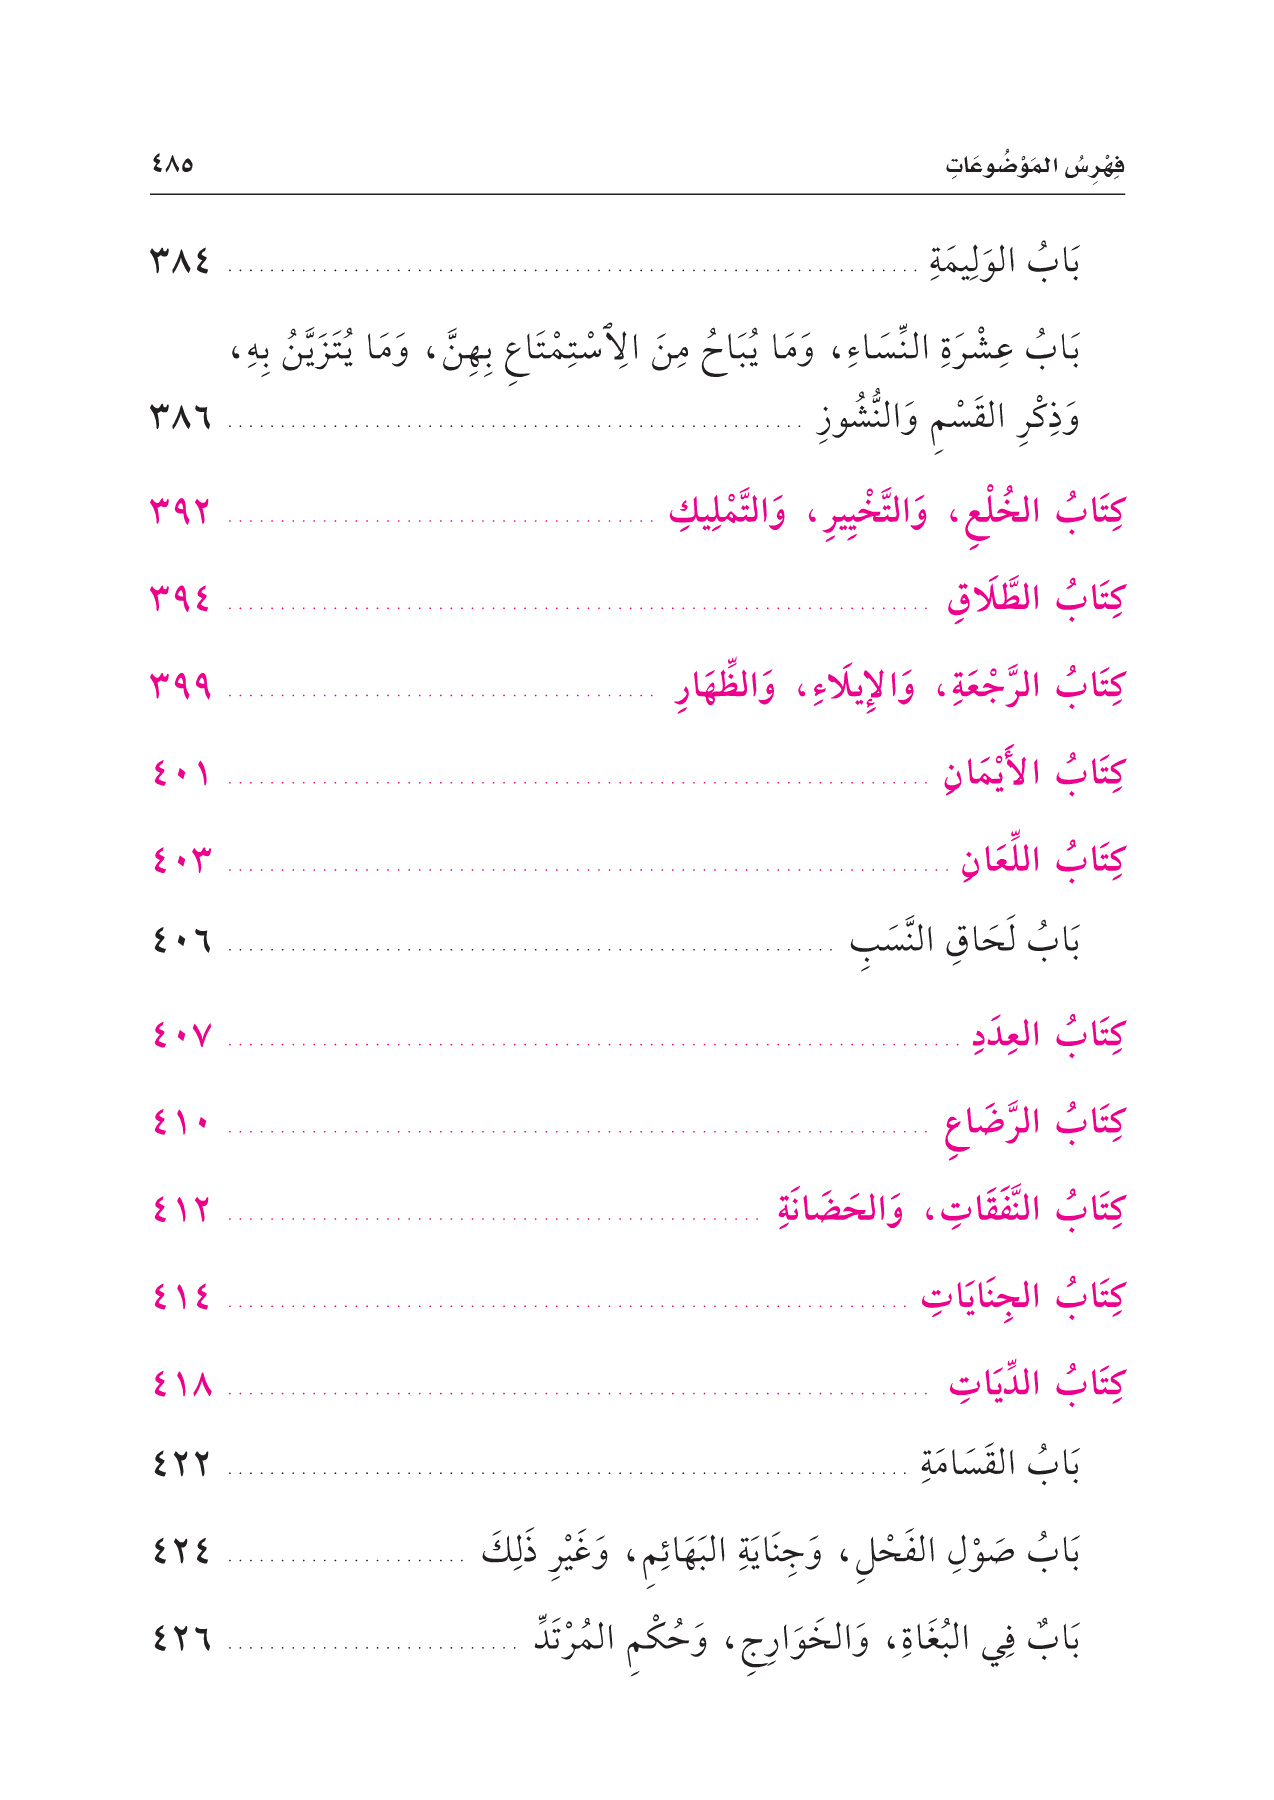 فِهْرِسُ المَوْضُوعَاتِ ٤٨٥
بَابُ الوَلِيمَةِ ........ ٣٨٤
بَابُ عِشْرَةِ النِّسَاءِ، وَمَا يُبَاحُ مِنَ الِاسْتِمْتَاعِ بِهِنَّ، وَمَا يُتَزَيَّنُ بِهِ،
وَذِكْرِ القَسْمِ وَالنُّشُوزِ ........ ٣٨٦
كِتَابُ الخُلْعِ، وَالتَّخْيِيرِ، وَالتَّمْلِيكِ ........ ٣٩٢
كِتَابُ الطَّلَاقِ ........ ٣٩٤
كِتَابُ الرَّجْعَةِ، وَالإِيلَاءِ، وَالظِّهَارِ ........ ٣٩٩
كِتَابُ الأَيْمَانِ ........ ٤٠١
كِتَابُ اللِّعَانِ ........ ٤٠٣
بَابُ لَحَاقِ النَّسَبِ ........ ٤٠٦
كِتَابُ العِدَدِ ........ ٤٠٧
كِتَابُ الرَّضَاعِ ........ ٤١٠
كِتَابُ النَّفَقَاتِ، وَالحَضَانَةِ ........ ٤١٢
كِتَابُ الجِنَايَاتِ ........ ٤١٤
كِتَابُ الدِّيَاتِ ........ ٤١٨
بَابُ القَسَامَةِ ........ ٤٢٢
بَابُ صَوْلِ الفَحْلِ، وَجِنَايَةِ البَهَائِمِ، وَغَيْرِ ذَلِكَ ........ ٤٢٤
بَابٌ فِي البُغَاةِ، وَالخَوَارِجِ، وَحُكْمِ المُرْتَدِّ ........ ٤٢٦